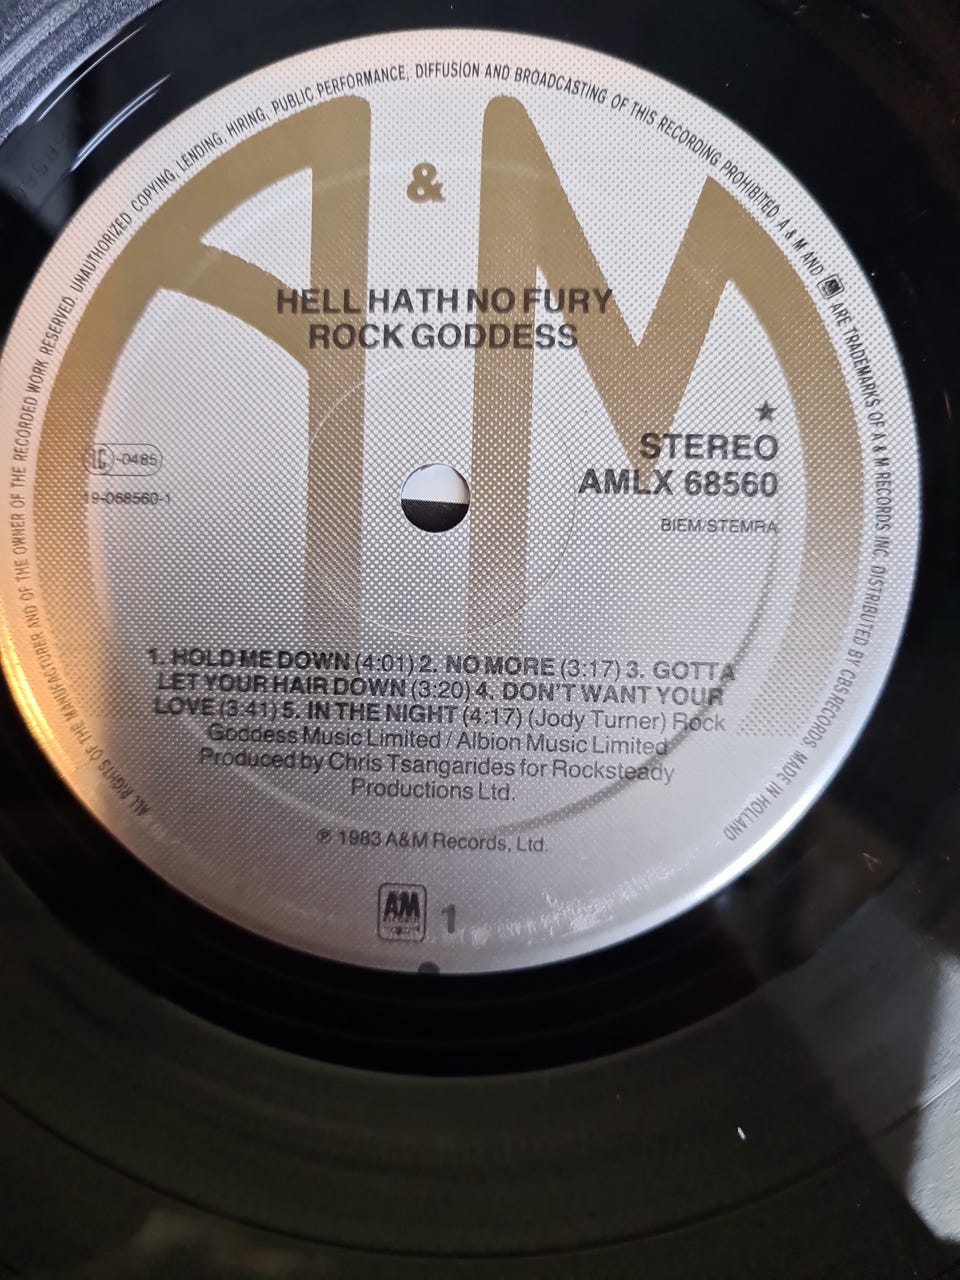 ALL RIGHTS OF THE MANUFACTURER AND OF THE OWNER OF THE RECORDED WORK RESERVED. UNAUTHORIZED COPYING, LENDING, HIRING, PUBLIC PERFORMANCE, DIFFUSION AND BROADCASTING OF THIS RECORDING PROHIBITED. A & M AND ARE TRADEMARKS OF A & M RECORDS INC. DISTRIBUTED BY CBS RECORDS. MADE IN HOLLAND
A & M
HELL HATH NO FURY
ROCK GODDESS
★
STEREO
AMLX 68560
BIEM/STEMRA
LC-0485
19-068560-1
1. HOLD ME DOWN (4:01) 2. NO MORE (3:17) 3. GOTTA
LET YOUR HAIR DOWN (3:20) 4. DON'T WANT YOUR
LOVE (3:41) 5. IN THE NIGHT (4:17) (Jody Turner) Rock
Goddess Music Limited / Albion Music Limited
Produced by Chris Tsangarides for Rocksteady
Productions Ltd.
℗ 1983 A&M Records, Ltd.
AM
RECORDS
1